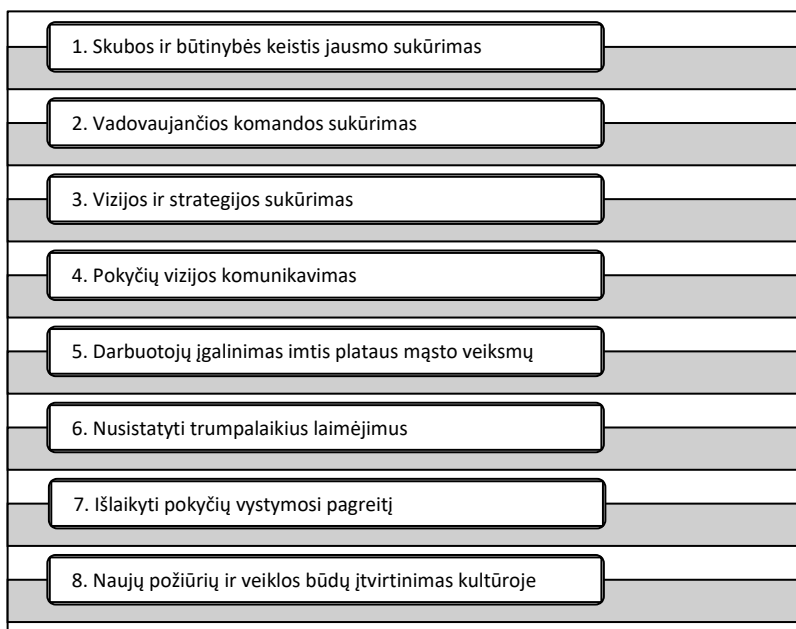 1. Skubos ir būtinybės keistis jausmo sukūrimas
2. Vadovaujančios komandos sukūrimas
3. Vizijos ir strategijos sukūrimas
4. Pokyčių vizijos komunikavimas
5. Darbuotojų įgalinimas imtis plataus mąsto veiksmų
6. Nusistatyti trumpalaikius laimėjimus
7. Išlaikyti pokyčių vystymosi pagreitį
8. Naujų požiūrių ir veiklos būdų įtvirtinimas kultūroje